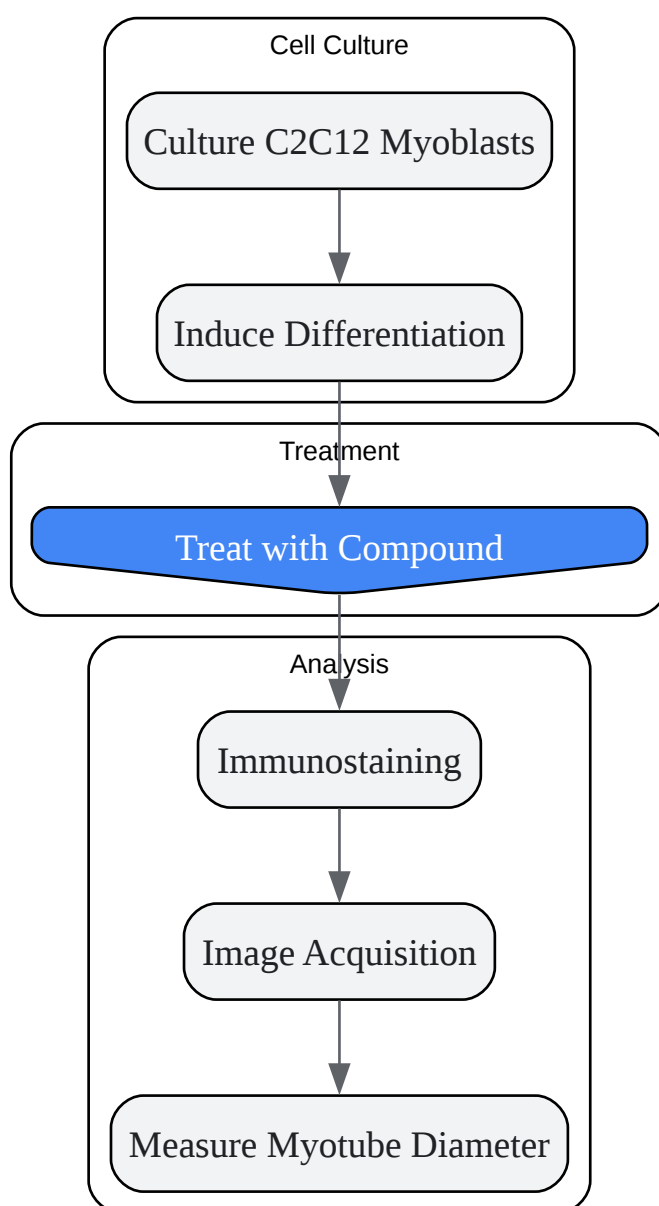 Cell Culture
Culture C2C12 Myoblasts
Induce Differentiation
Treatment
Treat with Compound
Analysis
Immunostaining
Image Acquisition
Measure Myotube Diameter